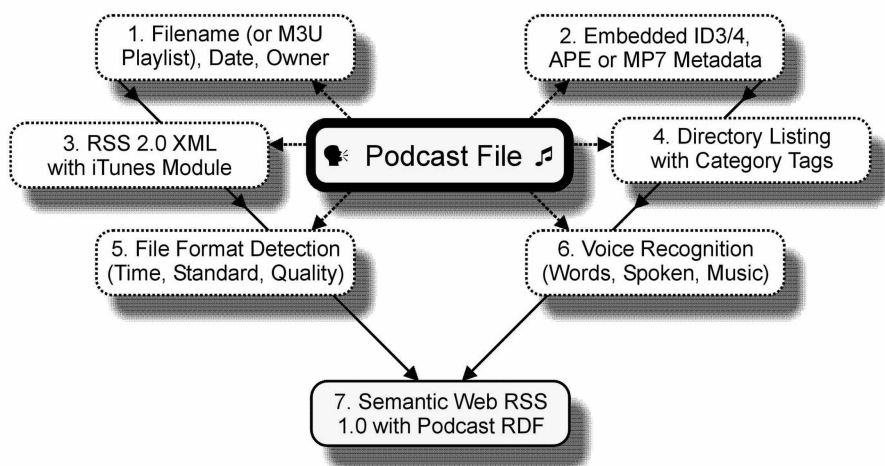 1. Filename (or M3U
Playlist), Date, Owner
2. Embedded ID3/4,
APE or MP7 Metadata
3. RSS 2.0 XML
with iTunes Module
Podcast File
4. Directory Listing
with Category Tags
5. File Format Detection
(Time, Standard, Quality)
6. Voice Recognition
(Words, Spoken, Music)
7. Semantic Web RSS
1.0 with Podcast RDF